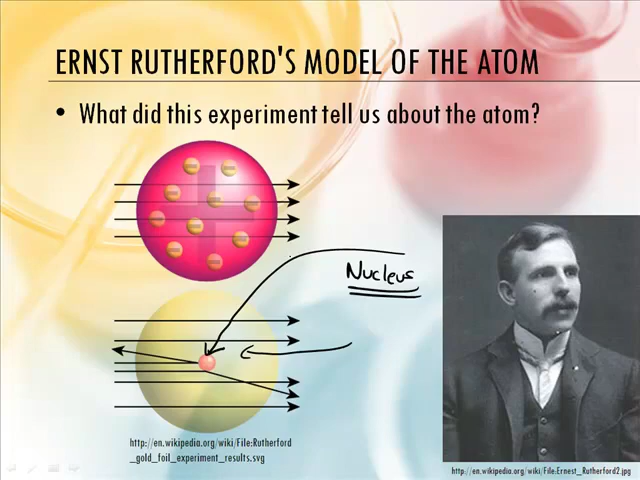 ERNST RUTHERFORD'S MODEL OF THE ATOM
• What did this experiment tell us about the atom?
Nucleus
http://en.wikipedia.org/wiki/File:Rutherford
_gold_foil_experiment_results.svg
http://en.wikipedia.org/wiki/File:Ernest_Rutherford2.jpg